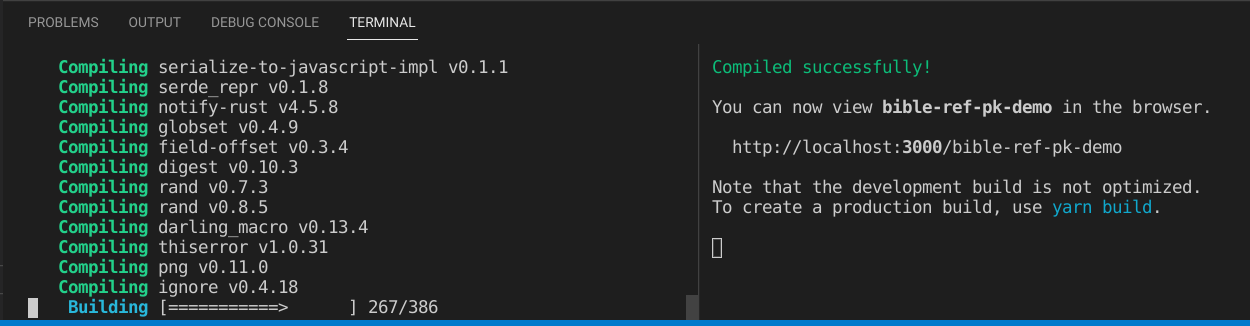 PROBLEMS OUTPUT DEBUG CONSOLE TERMINAL
Compiling serialize-to-javascript-impl v0.1.1
Compiling serde_repr v0.1.8
Compiling notify-rust v4.5.8
Compiling globset v0.4.9
Compiling field-offset v0.3.4
Compiling digest v0.10.3
Compiling rand v0.7.3
Compiling rand v0.8.5
Compiling darling_macro v0.13.4
Compiling thiserror v1.0.31
Compiling png v0.11.0
Compiling ignore v0.4.18
Building [===========>      ] 267/386
Compiled successfully!
You can now view bible-ref-pk-demo in the browser.
http://localhost:3000/bible-ref-pk-demo
Note that the development build is not optimized.
To create a production build, use yarn build.